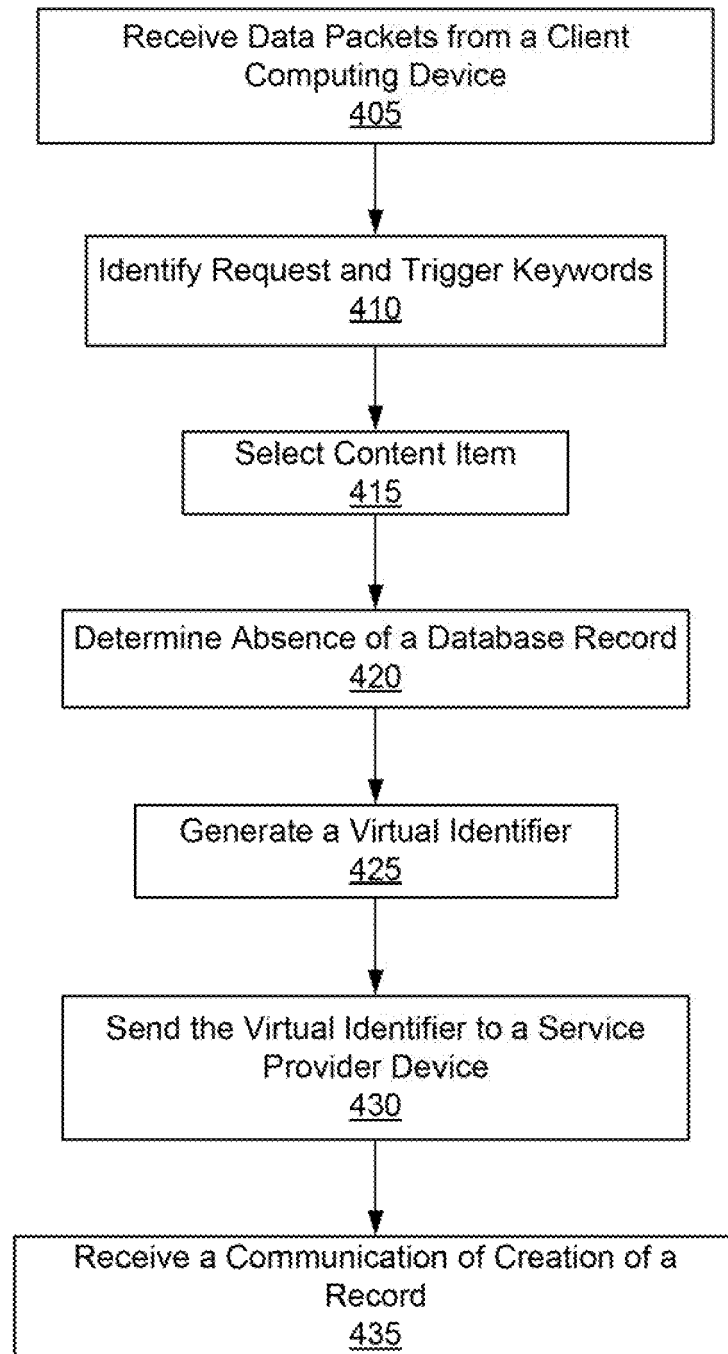 Receive Data Packets from a Client
Computing Device
405
Identify Request and Trigger Keywords
410
Select Content Item
415
Determine Absence of a Database Record
420
Generate a Virtual Identifier
425
Send the Virtual Identifier to a Service
Provider Device
430
Receive a Communication of Creation of a
Record
435